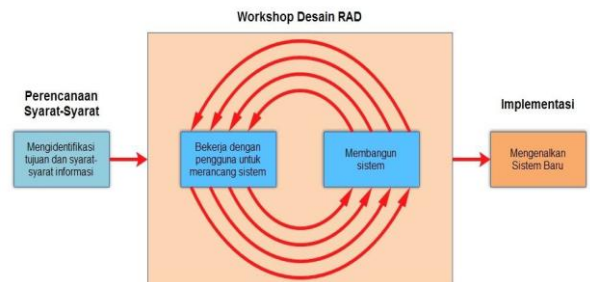 Workshop Desain RAD
Perencanaan
Syarat-Syarat
Mengidentifikasi
tujuan dan syarat-
syarat informasi
Bekerja dengan
pengguna untuk
merancang sistem
Membangun
sistem
Implementasi
Mengenalkan
Sistem Baru